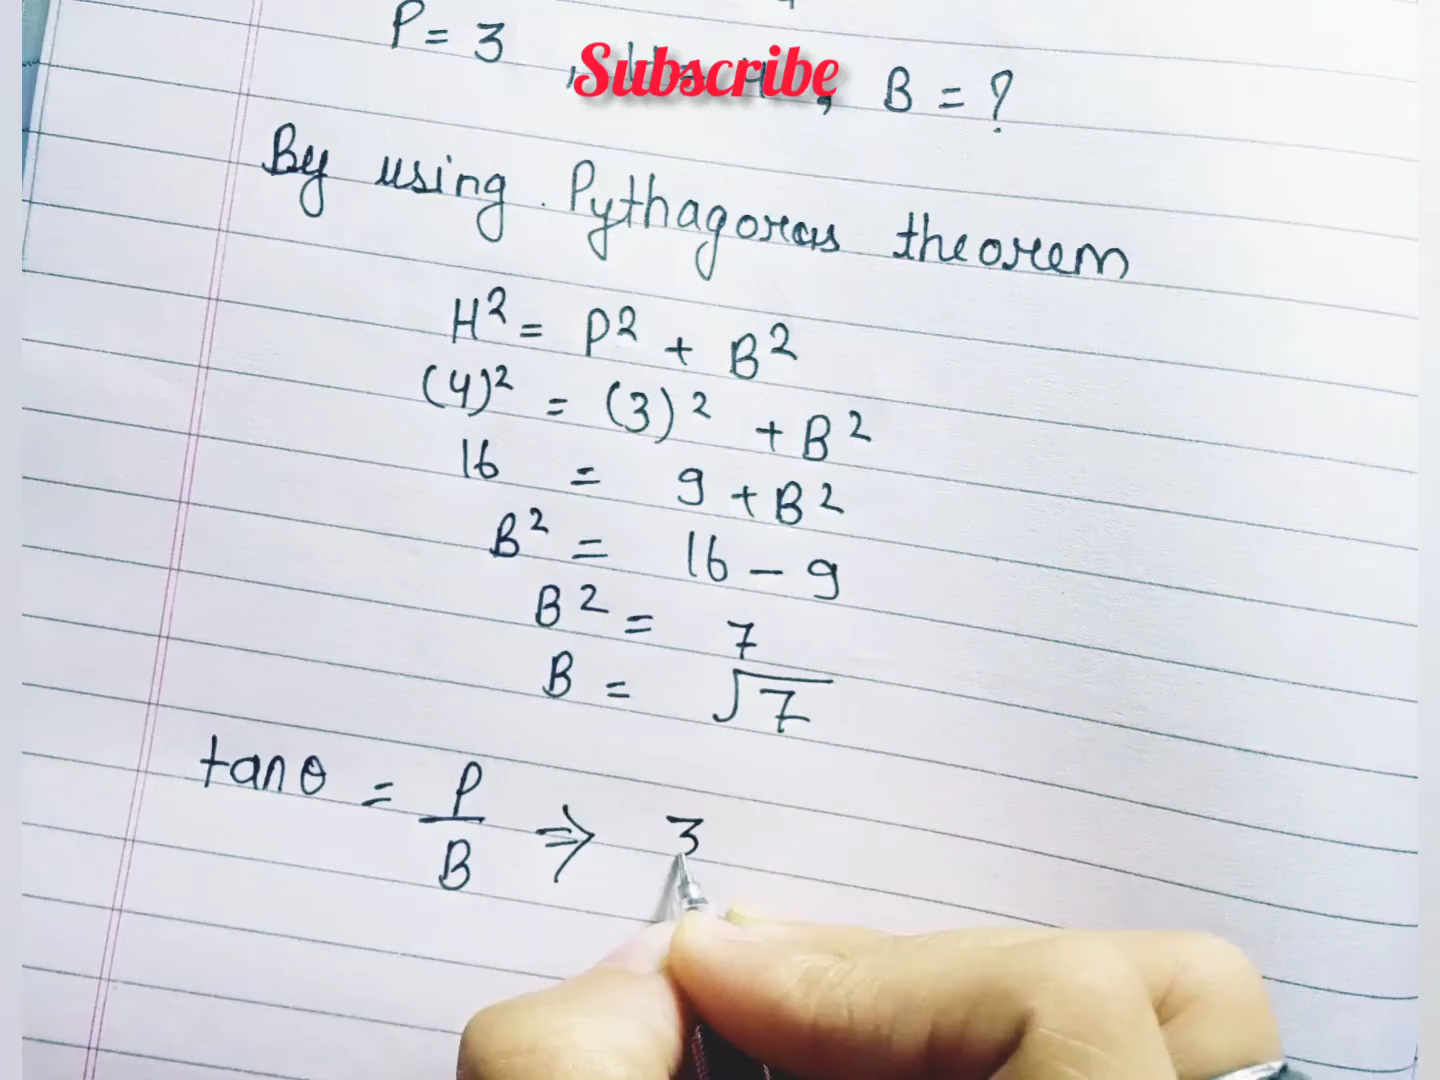 P = 3 , H = 4 , B = ?
Subscribe
By using Pythagoras theorem
H² = P² + B²
(4)² = (3)² + B²
16 = 9 + B²
B² = 16 - 9
B² = 7
B = √7
tanθ = P/B ⇒ 3